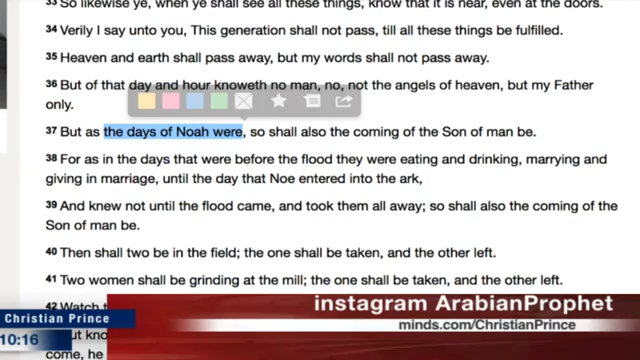 33 So likewise ye, when ye shall see all these things, know that it is near, even at the doors.
34 Verily I say unto you, This generation shall not pass, till all these things be fulfilled.
35 Heaven and earth shall pass away, but my words shall not pass away.
36 But of that day and hour knoweth no man, no, not the angels of heaven, but my Father
only.
37 But as the days of Noah were, so shall also the coming of the Son of man be.
38 For as in the days that were before the flood they were eating and drinking, marrying and
giving in marriage, until the day that Noe entered into the ark,
39 And knew not until the flood came, and took them all away; so shall also the coming of the
Son of man be.
40 Then shall two be in the field; the one shall be taken, and the other left.
41 Two women shall be grinding at the mill; the one shall be taken, and the other left.
42 Watch
instagram ArabianProphet
Christian Prince
minds.com/ChristianPrince
10:16
come, he